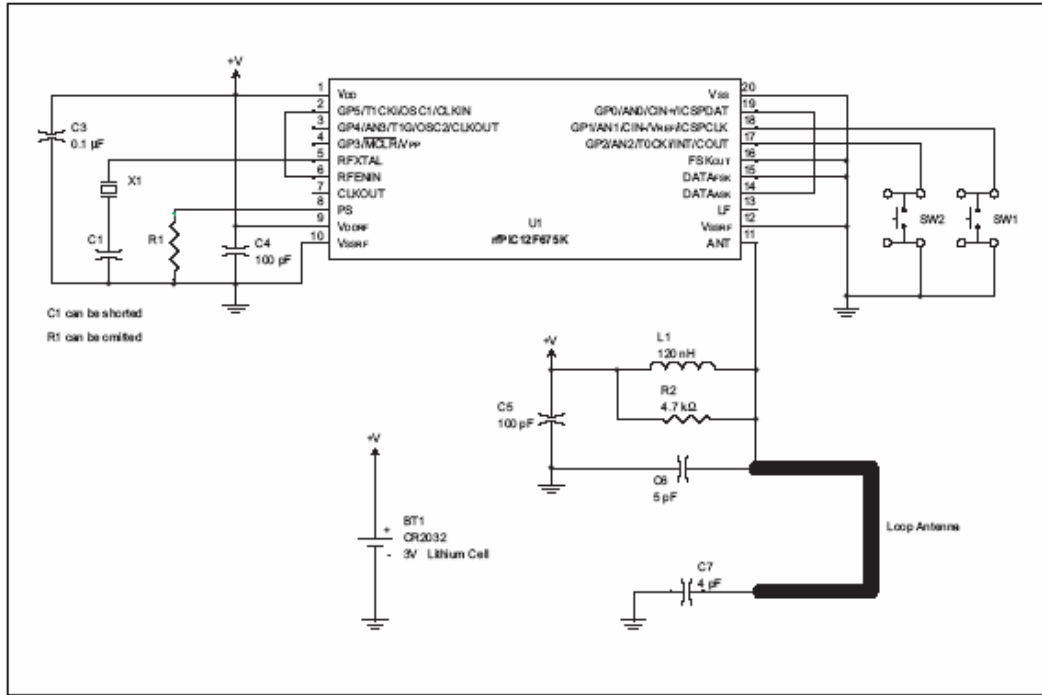 +V
1 VDD
2 GP5/T1CKI/OSC1/CLKIN
3 GP4/AN3/T1G/OSC2/CLKOUT
4 GP3/MCLR/VPP
5 RFXTAL
6 RFENIN
7 CLKOUT
8 PS
9 VDDRF
10 VSSRF
VSS 20
GP0/AN0/CIN+/ICSPDAT 19
GP1/AN1/CIN-/VREF/ICSPCLK 18
GP2/AN2/T0CKI/INT/COUT 17
FSKOUT 16
DATAFSK 15
DATAASK 14
LF 13
VSSRF 12
ANT 11
U1
rfPIC12F675K
C3
0.1 µF
X1
C1
R1
C4
100 pF
SW2
SW1
C1 can be shorted
R1 can be omitted
+V
L1
120 nH
R2
4.7 kΩ
C5
100 pF
C6
5 pF
Loop Antenna
+V
BT1
+
CR2032
-
3V Lithium Cell
C7
4 pF